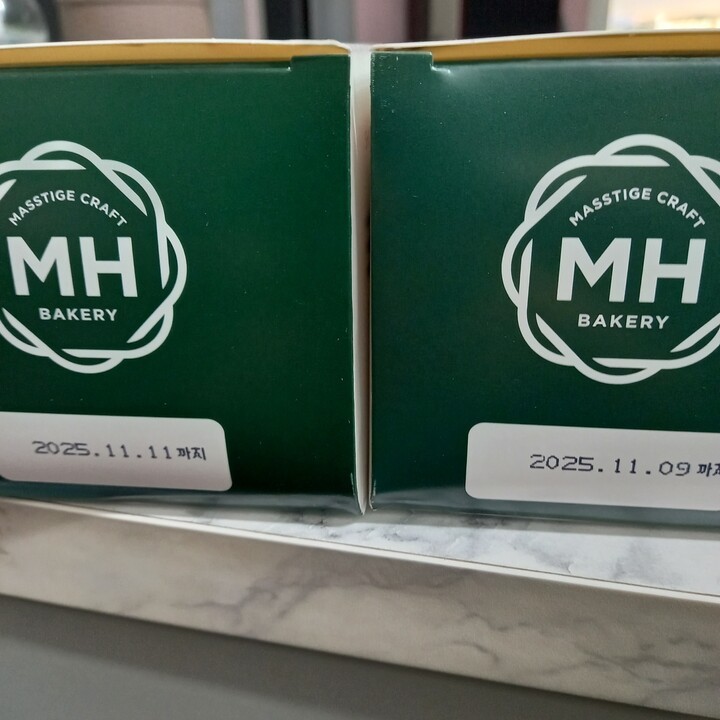 MASSTIGE CRAFT
MH
BAKERY
2025.11.11까지
MASSTIGE CRAFT
MH
BAKERY
2025.11.09까지